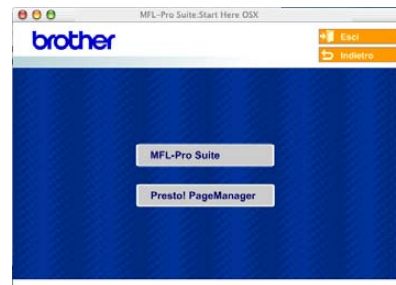 MFL-Pro Suite:Start Here OSX
brother
Esci
Indietro
MFL-Pro Suite
Presto! PageManager